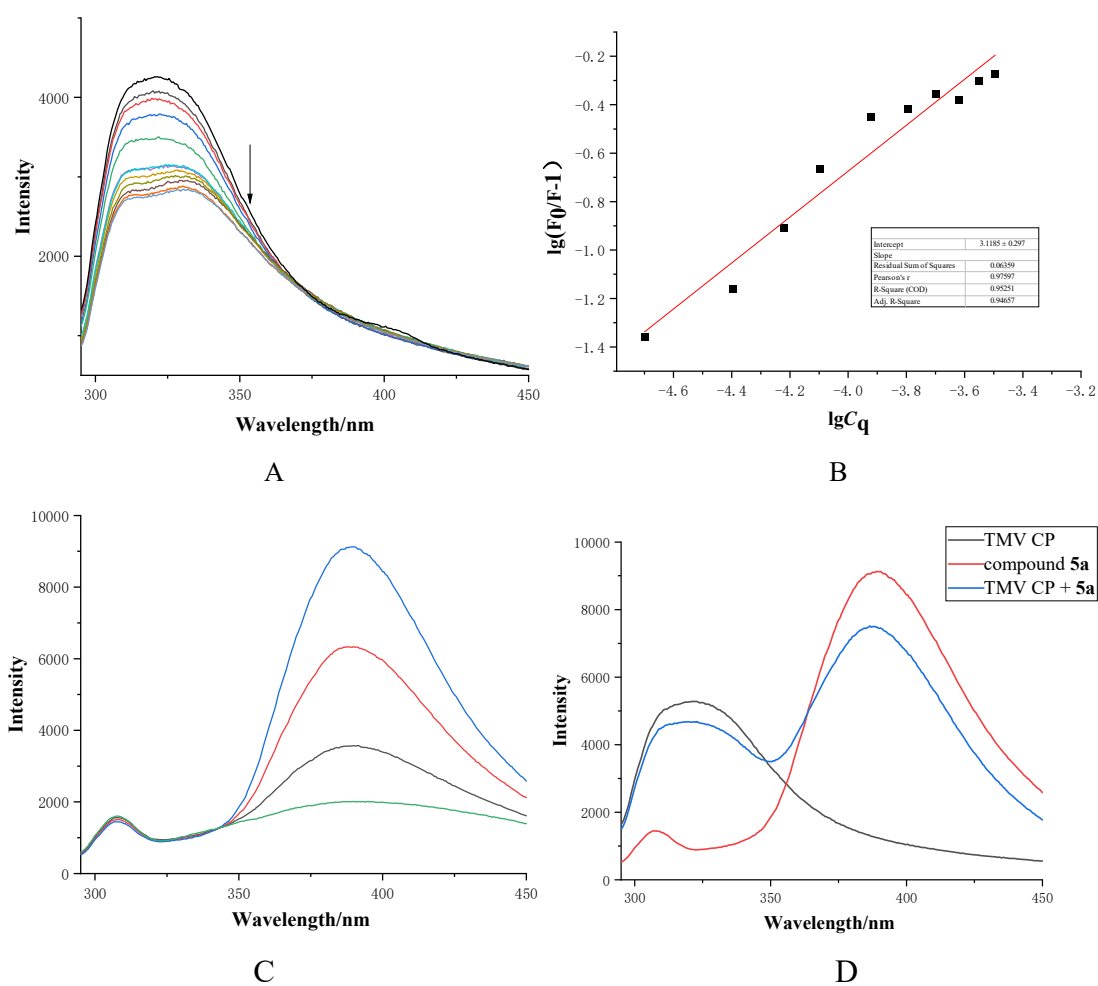 4000
2000
Intensity
300
350
400
450
Wavelength/nm
A
-0.2
-0.4
-0.6
-0.8
-1.0
-1.2
-1.4
lg(F0/F-1)
Intercept 3.1185 ± 0.297
Slope
Residual Sum of Squares 0.06359
Pearson's r 0.97597
R-Square (COD) 0.95251
Adj. R-Square 0.94657
-4.6
-4.4
-4.2
-4.0
-3.8
-3.6
-3.4
-3.2
lgCq
B
10000
8000
6000
4000
2000
0
Intensity
300
350
400
450
Wavelength/nm
C
10000
8000
6000
4000
2000
0
Intensity
TMV CP
compound 5a
TMV CP + 5a
300
350
400
450
Wavelength/nm
D